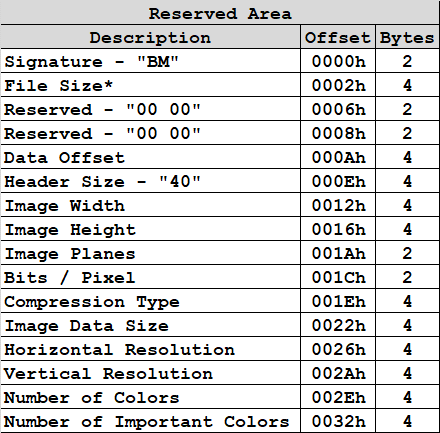 Reserved Area
Description Offset Bytes
Signature - "BM" 0000h 2
File Size* 0002h 4
Reserved - "00 00" 0006h 2
Reserved - "00 00" 0008h 2
Data Offset 000Ah 4
Header Size - "40" 000Eh 4
Image Width 0012h 4
Image Height 0016h 4
Image Planes 001Ah 2
Bits / Pixel 001Ch 2
Compression Type 001Eh 4
Image Data Size 0022h 4
Horizontal Resolution 0026h 4
Vertical Resolution 002Ah 4
Number of Colors 002Eh 4
Number of Important Colors 0032h 4